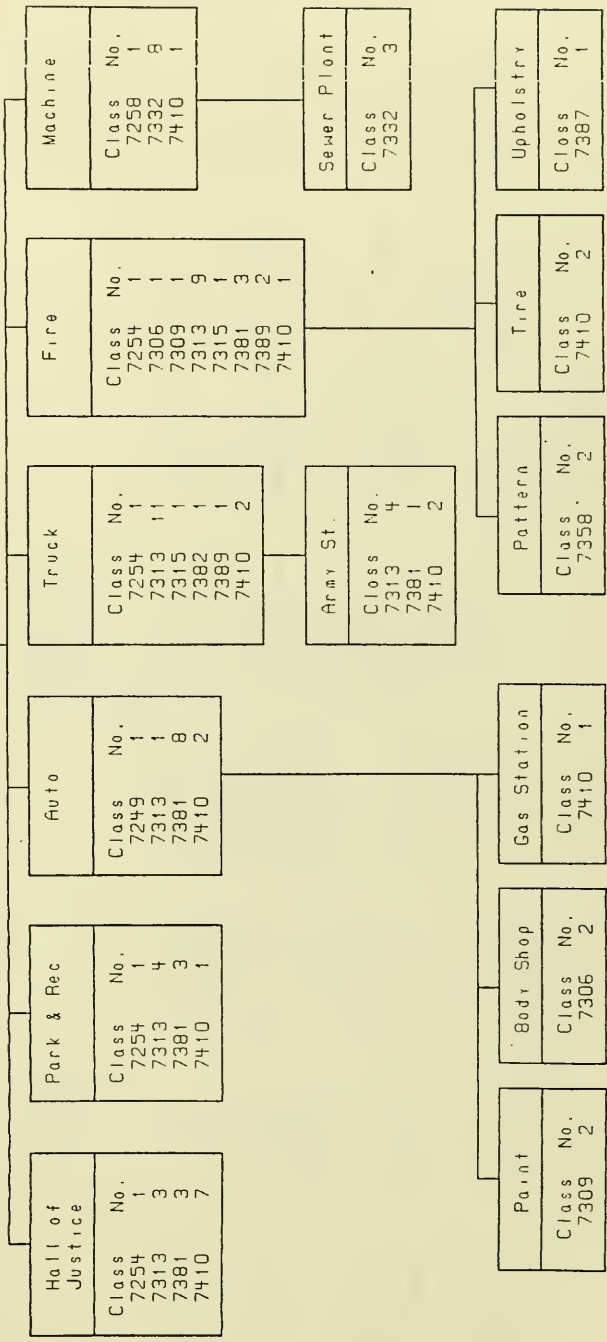 Hall of
Justice
Class No.
7254 1
7313 3
7381 3
7410 7
Park & Rec
Class No.
7254 1
7313 4
7381 3
7410 1
Auto
Class No.
7249 1
7313 1
7381 8
7410 2
Truck
Class No.
7254 1
7313 11
7315 1
7382 1
7389 1
7410 2
Fire
Class No.
7254 1
7306 1
7309 1
7313 9
7315 1
7381 3
7389 2
7410 1
Machine
Class No.
7258 1
7332 9
7410 1
Army St.
Class No.
7313 4
7381 1
7410 2
Sewer Plant
Class No.
7332 3
Paint
Class No.
7309 2
Body Shop
Class No.
7306 2
Gas Station
Class No.
7410 1
Pattern
Class No.
7358 2
Tire
Class No.
7410 2
Upholstry
Class No.
7387 1